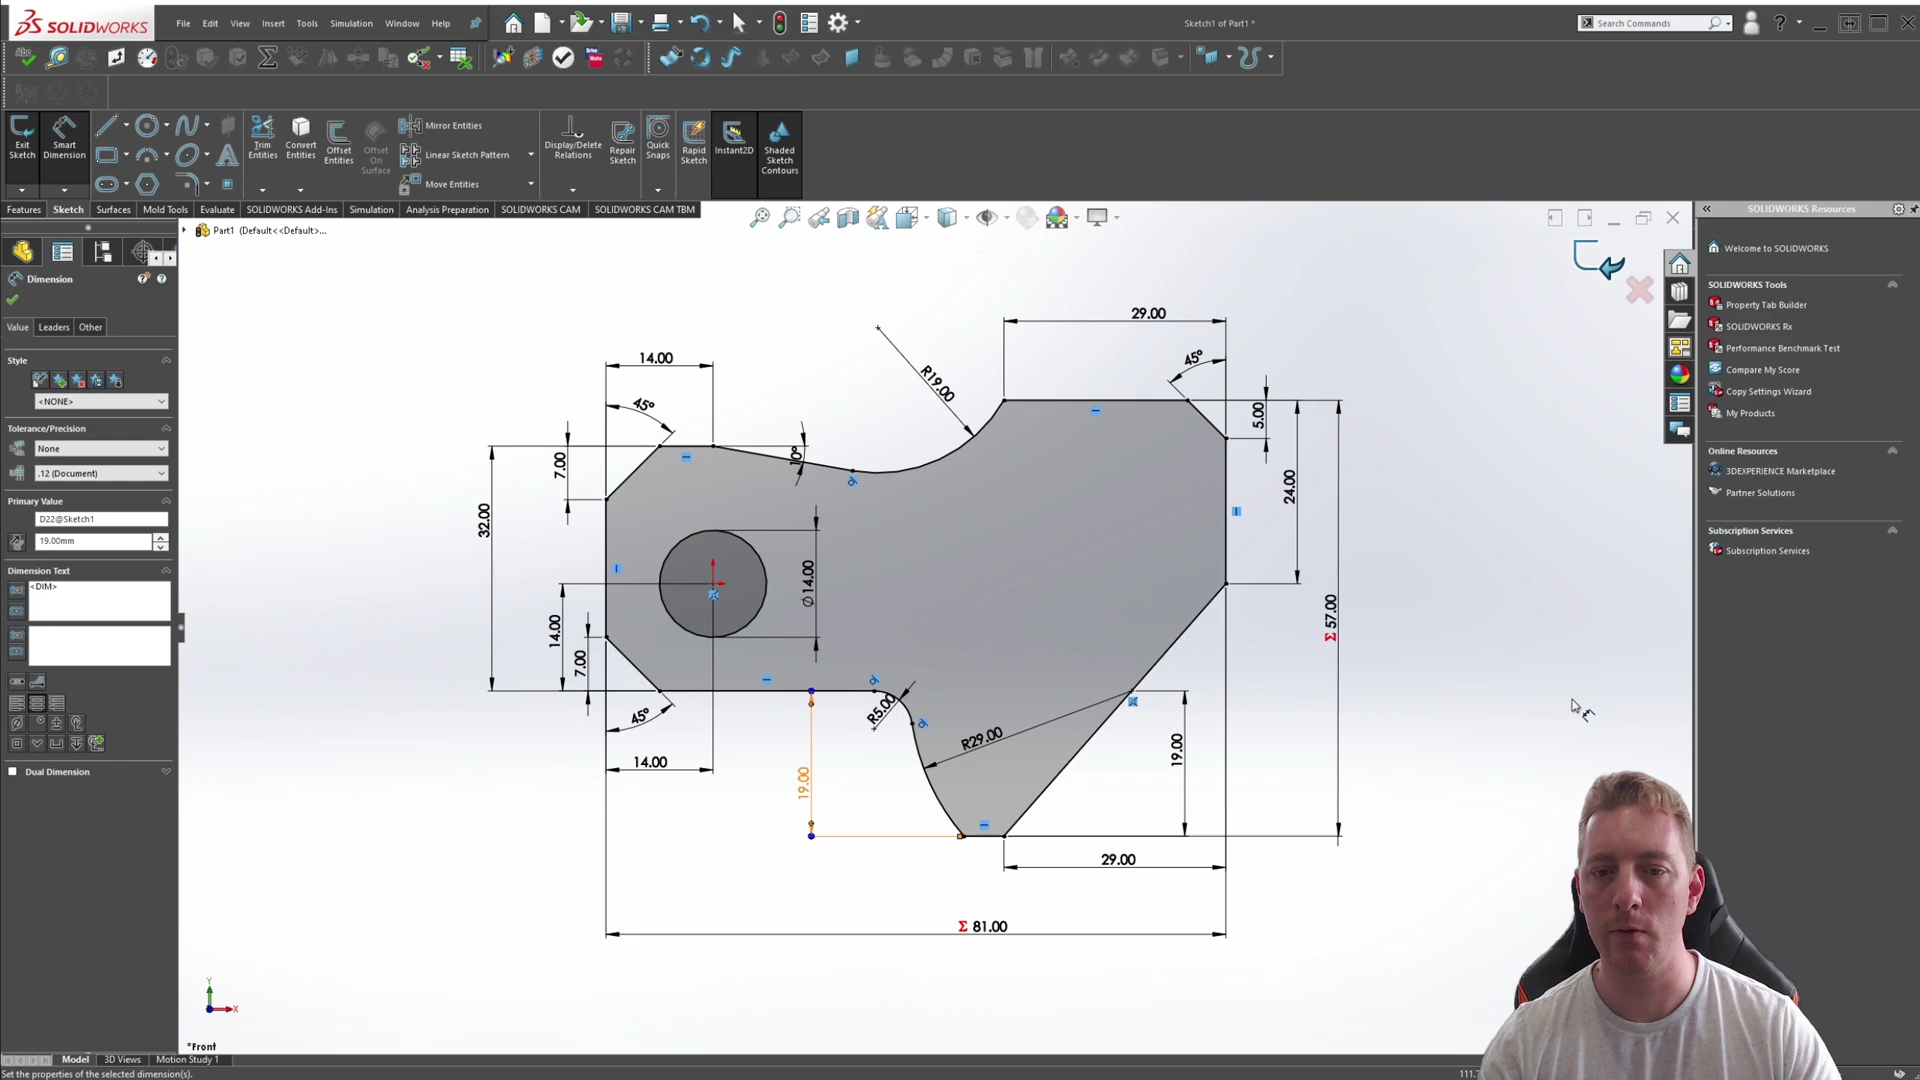 SOLIDWORKS File Edit View Insert Tools Simulation Window Help Sketch1 of Part1 * Search Commands
Exit Sketch
Smart Dimension
Trim Entities
Convert Entities
Offset Entities
Offset On Surface
Mirror Entities
Linear Sketch Pattern
Move Entities
Display/Delete Relations
Repair Sketch
Quick Snaps
Rapid Sketch
Instant2D
Shaded Sketch Contours
Features Sketch Surfaces Mold Tools Evaluate SOLIDWORKS Add-Ins Simulation Analysis Preparation SOLIDWORKS CAM SOLIDWORKS CAM TBM
SOLIDWORKS Resources
Part1 (Default<<Default>...
Welcome to SOLIDWORKS
SOLIDWORKS Tools
Property Tab Builder
SOLIDWORKS Rx
Performance Benchmark Test
Compare My Score
Copy Settings Wizard
My Products
Online Resources
3DEXPERIENCE Marketplace
Partner Solutions
Subscription Services
Subscription Services
Dimension
Value Leaders Other
Style
<NONE>
Tolerance/Precision
None
.12 (Document)
Primary Value
D22@Sketch1
19.00mm
Dimension Text
<DIM>
Dual Dimension
29.00
14.00
45°
R19.00
45°
5.00
7.00
10°
24.00
32.00
Ø14.00
Σ 57.00
14.00
7.00
45°
R5.00
R29.00
19.00
19.00
14.00
29.00
Σ 81.00
Y
X
*Front
Model 3D Views Motion Study 1
Set the properties of the selected dimension(s).